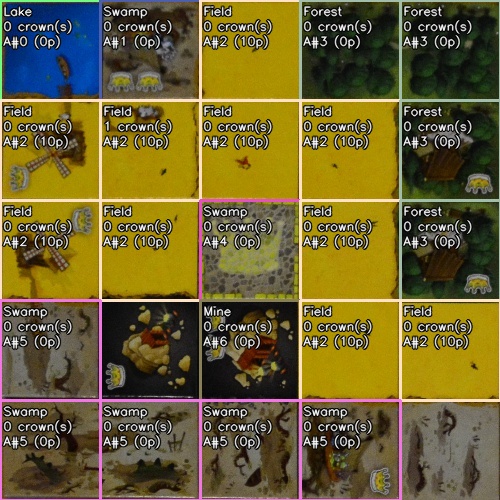 Lake
0 crown(s)
A#0 (0p)
Swamp
0 crown(s)
A#1 (0p)
Field
0 crown(s)
A#2 (10p)
Forest
0 crown(s)
A#3 (0p)
Forest
0 crown(s)
A#3 (0p)
Field
0 crown(s)
A#2 (10p)
Field
1 crown(s)
A#2 (10p)
Field
0 crown(s)
A#2 (10p)
Field
0 crown(s)
A#2 (10p)
Forest
0 crown(s)
A#3 (0p)
Field
0 crown(s)
A#2 (10p)
Field
0 crown(s)
A#2 (10p)
Swamp
0 crown(s)
A#4 (0p)
Field
0 crown(s)
A#2 (10p)
Forest
0 crown(s)
A#3 (0p)
Swamp
0 crown(s)
A#5 (0p)
Mine
0 crown(s)
A#6 (0p)
Field
0 crown(s)
A#2 (10p)
Field
0 crown(s)
A#2 (10p)
Swamp
0 crown(s)
A#5 (0p)
Swamp
0 crown(s)
A#5 (0p)
Swamp
0 crown(s)
A#5 (0p)
Swamp
0 crown(s)
A#5 (0p)